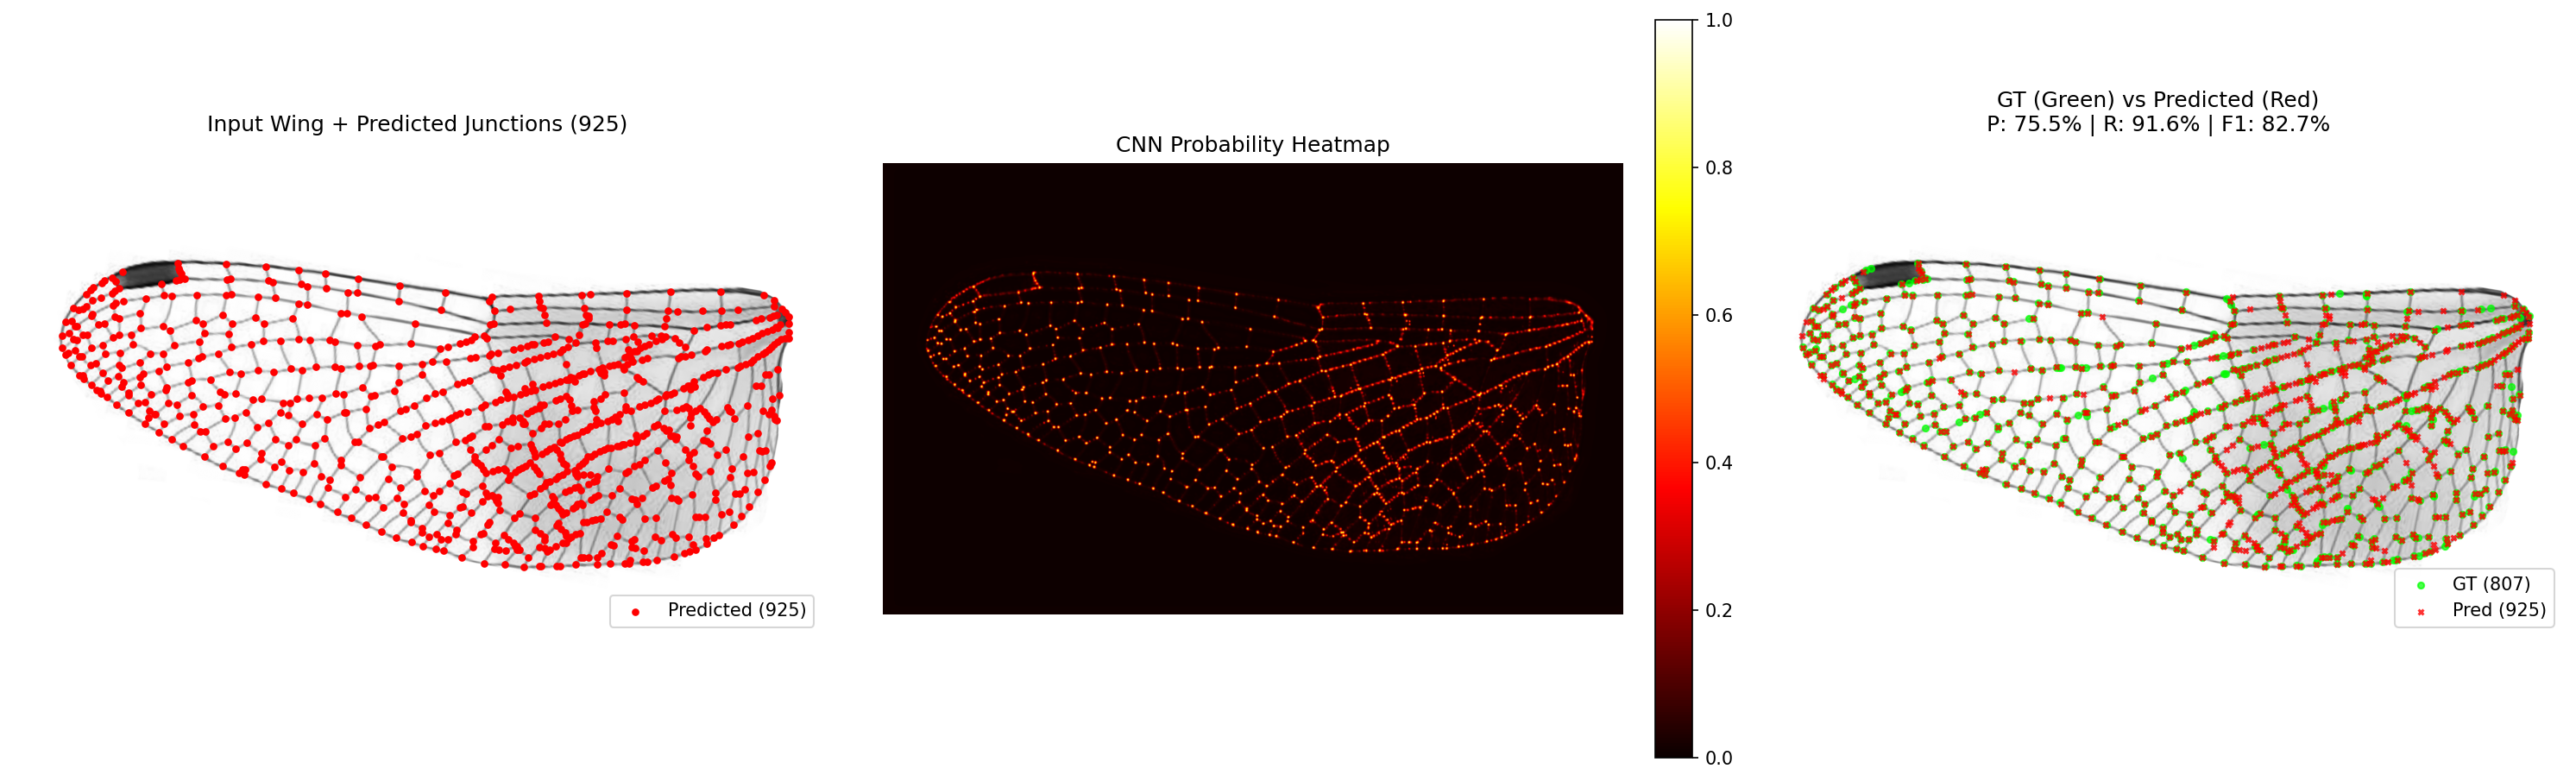 Input Wing + Predicted Junctions (925)
Predicted (925)
CNN Probability Heatmap
1.0
0.8
0.6
0.4
0.2
0.0
GT (Green) vs Predicted (Red)
P: 75.5% | R: 91.6% | F1: 82.7%
GT (807)
Pred (925)